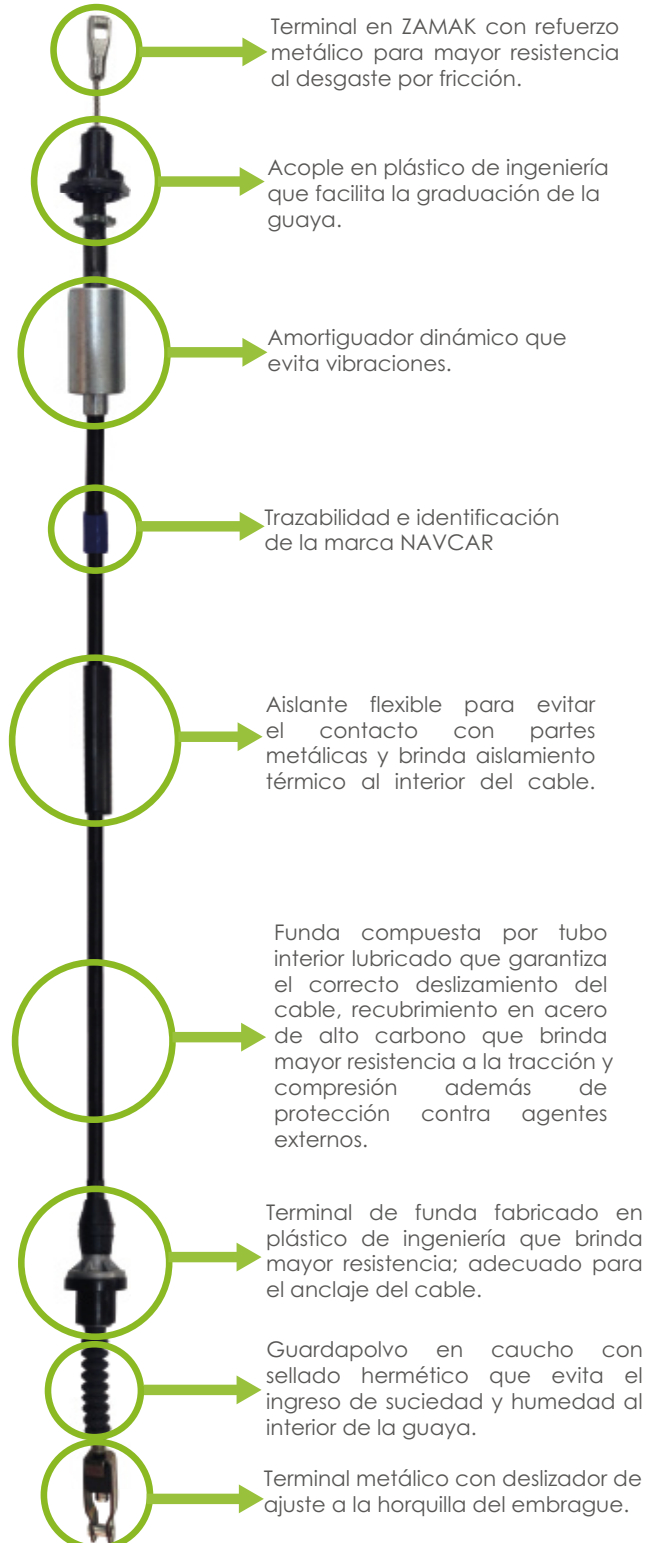 Terminal en ZAMAK con refuerzo
metálico para mayor resistencia
al desgaste por fricción.
Acople en plástico de ingeniería
que facilita la graduación de la
guaya.
Amortiguador dinámico que
evita vibraciones.
Trazabilidad e identificación
de la marca NAVCAR
Aislante flexible para evitar
el contacto con partes
metálicas y brinda aislamiento
térmico al interior del cable.
Funda compuesta por tubo
interior lubricado que garantiza
el correcto deslizamiento del
cable, recubrimiento en acero
de alto carbono que brinda
mayor resistencia a la tracción y
compresión además de
protección contra agentes
externos.
Terminal de funda fabricado en
plástico de ingeniería que brinda
mayor resistencia; adecuado para
el anclaje del cable.
Guardapolvo en caucho con
sellado hermético que evita el
ingreso de suciedad y humedad al
interior de la guaya.
Terminal metálico con deslizador de
ajuste a la horquilla del embrague.